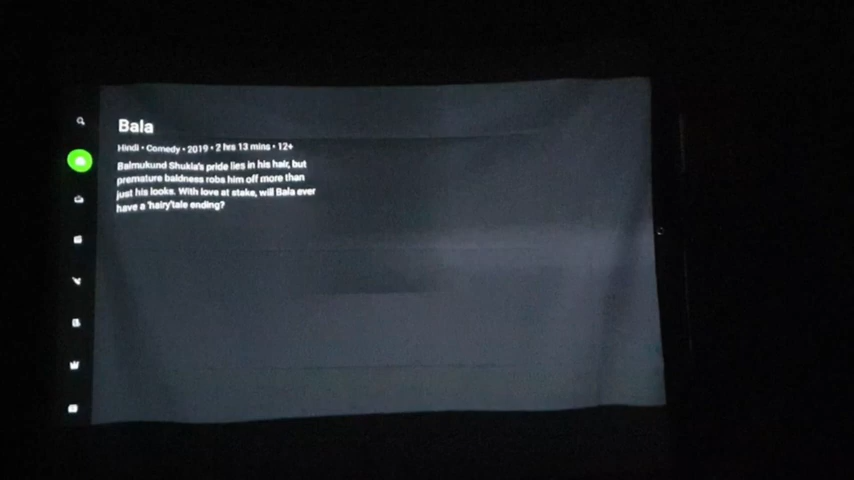 Bala
Hindi • Comedy • 2019 • 2 hrs 13 mins • 12+
Balmukund Shukla's pride lies in his hair, but
premature baldness robs him off more than
just his looks. With love at stake, will Bala ever
have a 'hairy'tale ending?